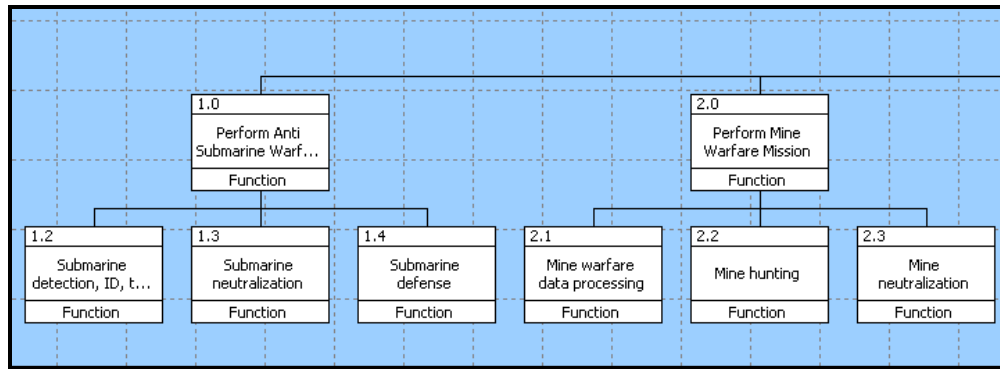 1.0
Perform Anti
Submarine Warf...
Function
2.0
Perform Mine
Warfare Mission
Function
1.2
Submarine
detection, ID, t...
Function
1.3
Submarine
neutralization
Function
1.4
Submarine
defense
Function
2.1
Mine warfare
data processing
Function
2.2
Mine hunting
Function
2.3
Mine
neutralization
Function